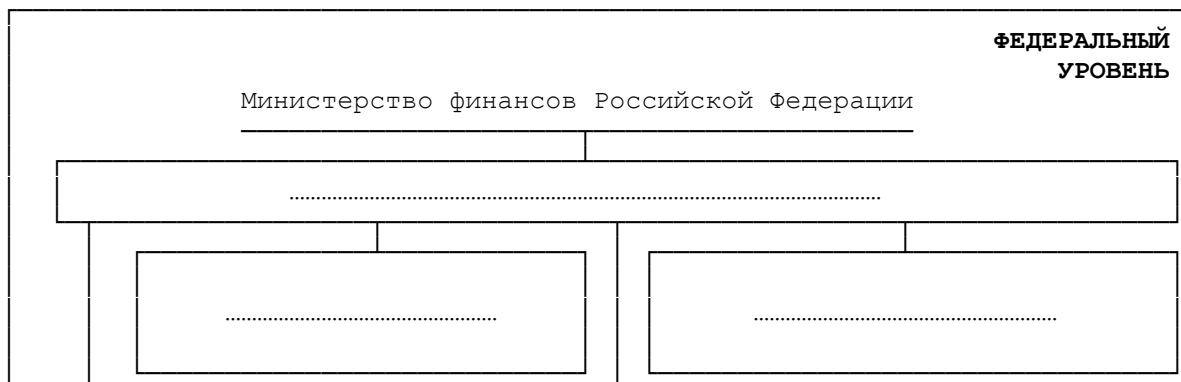 ФЕДЕРАЛЬНЫЙ
УРОВЕНЬ
Министерство финансов Российской Федерации